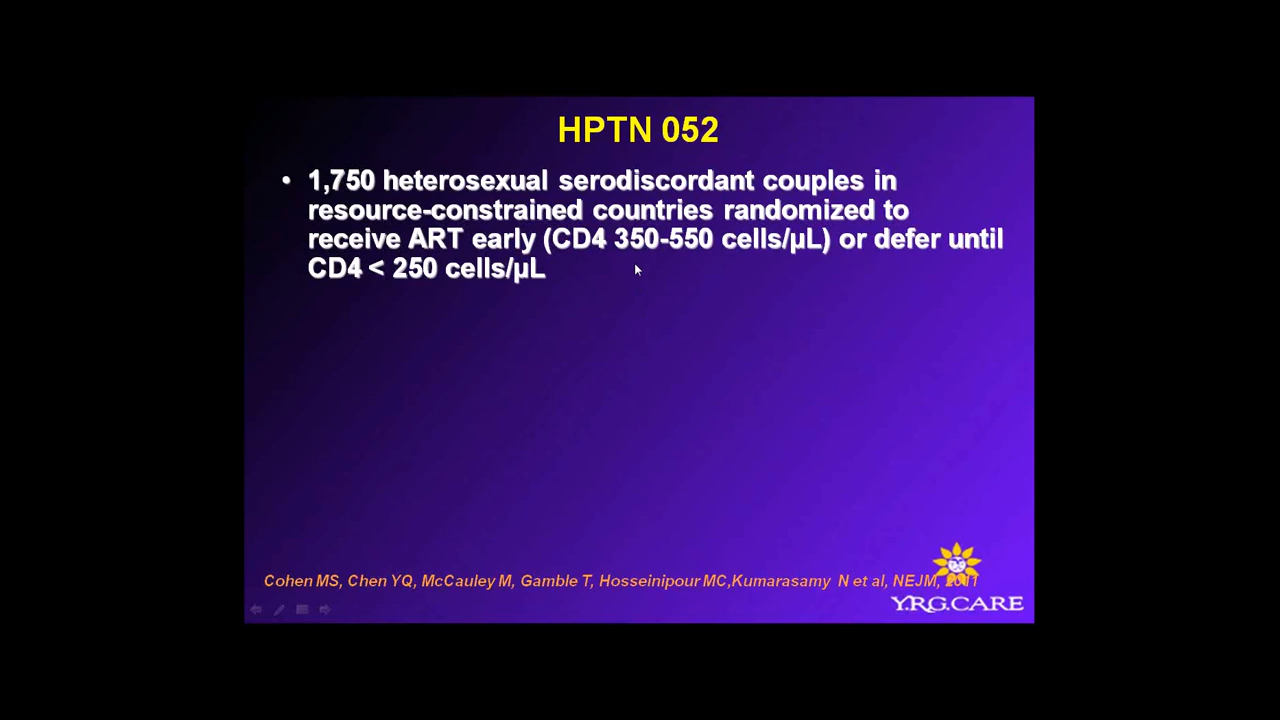 HPTN 052
• 1,750 heterosexual serodiscordant couples in
resource-constrained countries randomized to
receive ART early (CD4 350-550 cells/µL) or defer until
CD4 < 250 cells/µL
Cohen MS, Chen YQ, McCauley M, Gamble T, Hosseinipour MC,Kumarasamy N et al, NEJM, 2011
Y.R.G.CARE